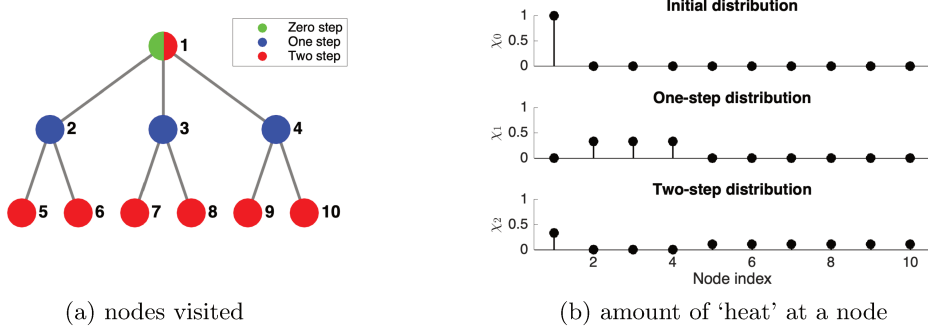 Zero step
One step
Two step
1
2
3
4
5
6
7
8
9
10
(a) nodes visited
Initial distribution
1
0.5
0
χ₀
One-step distribution
1
0.5
0
χ₁
Two-step distribution
1
0.5
0
χ₂
2
4
6
8
10
Node index
(b) amount of ‘heat’ at a node